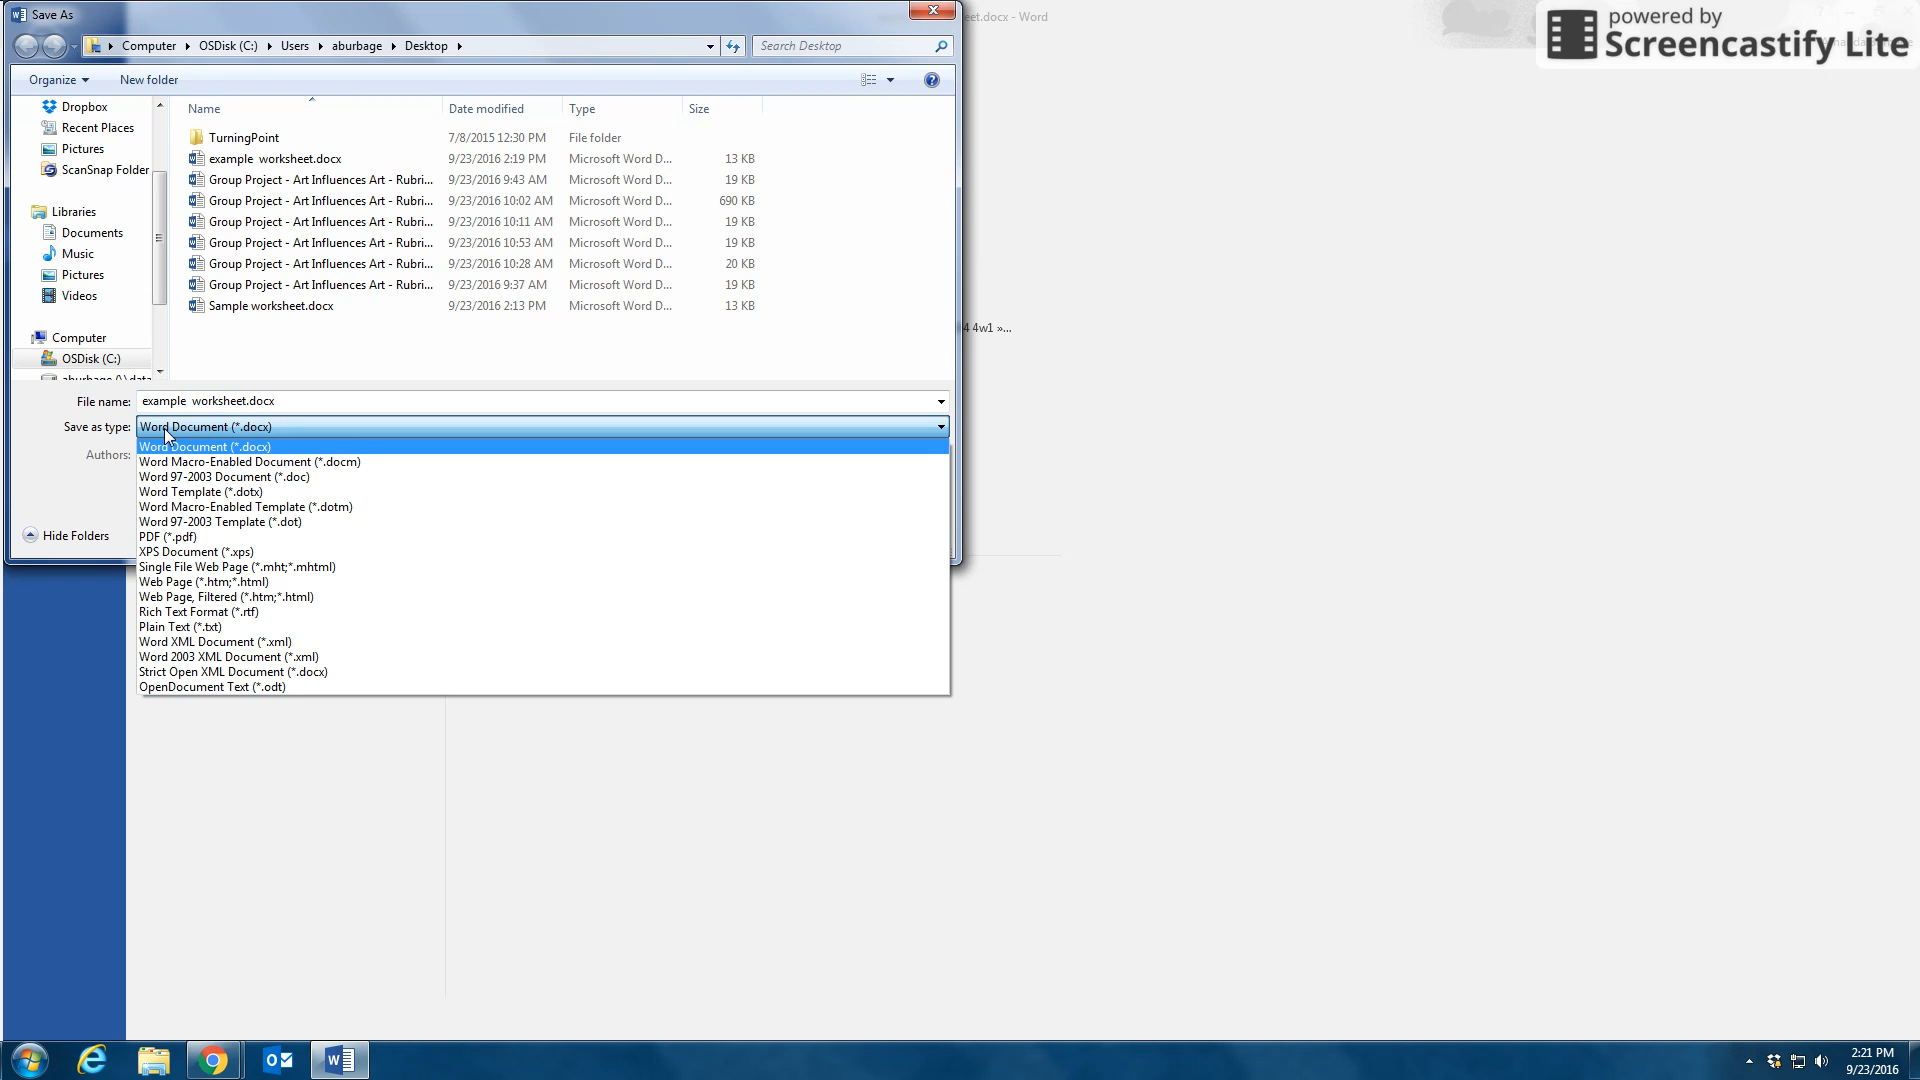 Save As
eet.docx - Word
powered by
Screencastify Lite
Computer OSDisk (C:) Users aburbage Desktop
Search Desktop
Organize New folder
Name Date modified Type Size
Dropbox
Recent Places
Pictures
ScanSnap Folder
Libraries
Documents
Music
Pictures
Videos
Computer
OSDisk (C:)
TurningPoint 7/8/2015 12:30 PM File folder
example worksheet.docx 9/23/2016 2:19 PM Microsoft Word D... 13 KB
Group Project - Art Influences Art - Rubri... 9/23/2016 9:43 AM Microsoft Word D... 19 KB
Group Project - Art Influences Art - Rubri... 9/23/2016 10:02 AM Microsoft Word D... 690 KB
Group Project - Art Influences Art - Rubri... 9/23/2016 10:11 AM Microsoft Word D... 19 KB
Group Project - Art Influences Art - Rubri... 9/23/2016 10:53 AM Microsoft Word D... 19 KB
Group Project - Art Influences Art - Rubri... 9/23/2016 10:28 AM Microsoft Word D... 20 KB
Group Project - Art Influences Art - Rubri... 9/23/2016 9:37 AM Microsoft Word D... 19 KB
Sample worksheet.docx 9/23/2016 2:13 PM Microsoft Word D... 13 KB
4 4w1 »...
File name: example worksheet.docx
Save as type: Word Document (*.docx)
Authors:
Word Document (*.docx)
Word Macro-Enabled Document (*.docm)
Word 97-2003 Document (*.doc)
Word Template (*.dotx)
Word Macro-Enabled Template (*.dotm)
Word 97-2003 Template (*.dot)
PDF (*.pdf)
XPS Document (*.xps)
Single File Web Page (*.mht;*.mhtml)
Web Page (*.htm;*.html)
Web Page, Filtered (*.htm;*.html)
Rich Text Format (*.rtf)
Plain Text (*.txt)
Word XML Document (*.xml)
Word 2003 XML Document (*.xml)
Strict Open XML Document (*.docx)
OpenDocument Text (*.odt)
Hide Folders
2:21 PM
9/23/2016